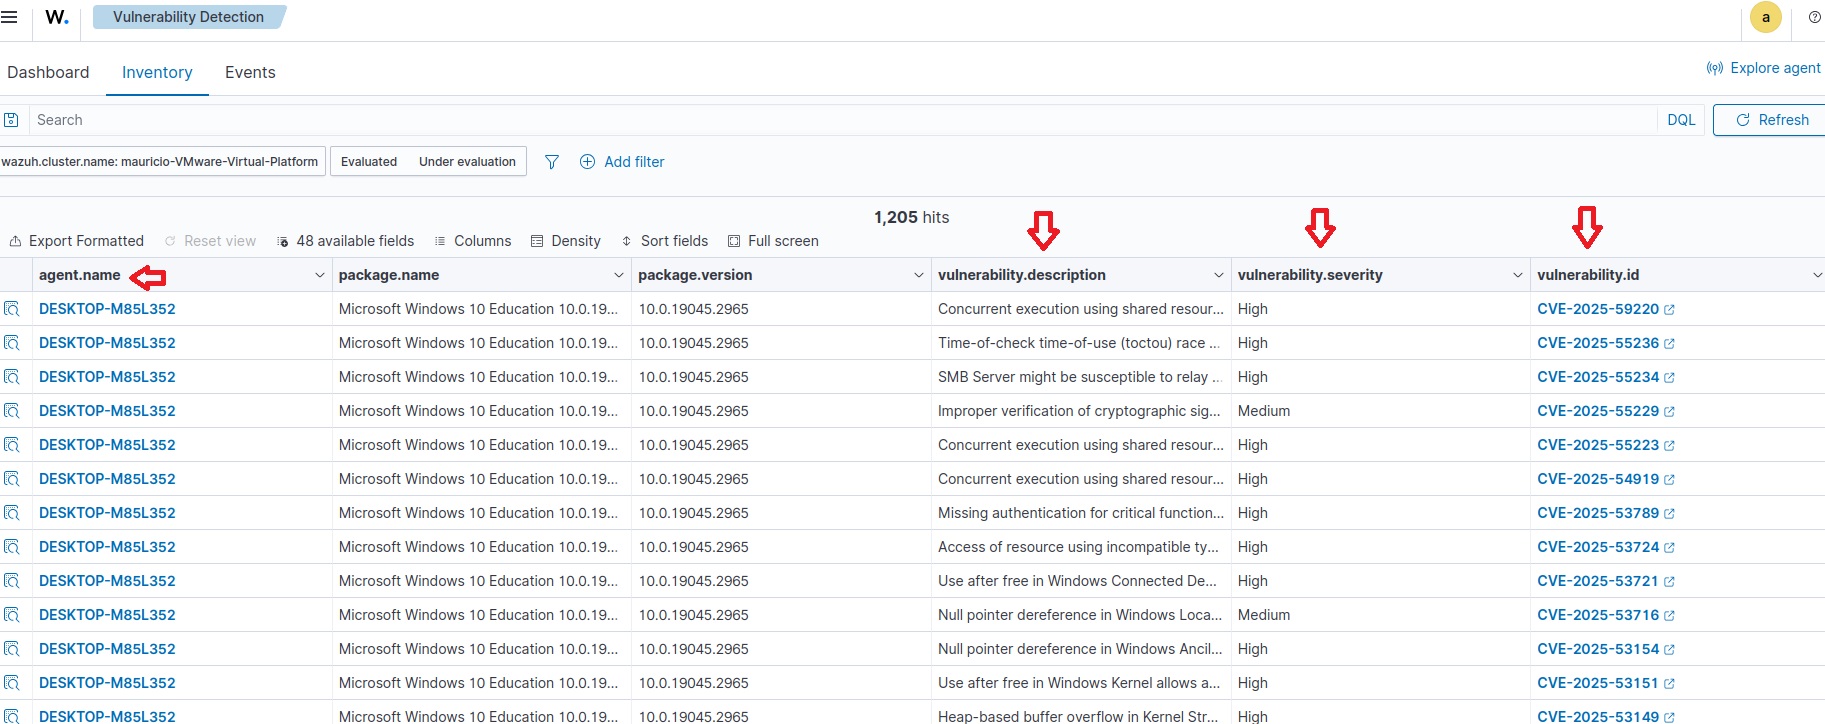 W. Vulnerability Detection a
Dashboard Inventory Events Explore agent
Search DQL Refresh
wazuh.cluster.name: mauricio-VMware-Virtual-Platform Evaluated Under evaluation Add filter
1,205 hits
Export Formatted Reset view 48 available fields Columns Density Sort fields Full screen
agent.name package.name package.version vulnerability.description vulnerability.severity vulnerability.id
DESKTOP-M85L352 Microsoft Windows 10 Education 10.0.19... 10.0.19045.2965 Concurrent execution using shared resour... High CVE-2025-59220
DESKTOP-M85L352 Microsoft Windows 10 Education 10.0.19... 10.0.19045.2965 Time-of-check time-of-use (toctou) race ... High CVE-2025-55236
DESKTOP-M85L352 Microsoft Windows 10 Education 10.0.19... 10.0.19045.2965 SMB Server might be susceptible to relay ... High CVE-2025-55234
DESKTOP-M85L352 Microsoft Windows 10 Education 10.0.19... 10.0.19045.2965 Improper verification of cryptographic sig... Medium CVE-2025-55229
DESKTOP-M85L352 Microsoft Windows 10 Education 10.0.19... 10.0.19045.2965 Concurrent execution using shared resour... High CVE-2025-55223
DESKTOP-M85L352 Microsoft Windows 10 Education 10.0.19... 10.0.19045.2965 Concurrent execution using shared resour... High CVE-2025-54919
DESKTOP-M85L352 Microsoft Windows 10 Education 10.0.19... 10.0.19045.2965 Missing authentication for critical function... High CVE-2025-53789
DESKTOP-M85L352 Microsoft Windows 10 Education 10.0.19... 10.0.19045.2965 Access of resource using incompatible ty... High CVE-2025-53724
DESKTOP-M85L352 Microsoft Windows 10 Education 10.0.19... 10.0.19045.2965 Use after free in Windows Connected De... High CVE-2025-53721
DESKTOP-M85L352 Microsoft Windows 10 Education 10.0.19... 10.0.19045.2965 Null pointer dereference in Windows Loca... Medium CVE-2025-53716
DESKTOP-M85L352 Microsoft Windows 10 Education 10.0.19... 10.0.19045.2965 Null pointer dereference in Windows Ancil... High CVE-2025-53154
DESKTOP-M85L352 Microsoft Windows 10 Education 10.0.19... 10.0.19045.2965 Use after free in Windows Kernel allows a... High CVE-2025-53151
DESKTOP-M85L352 Microsoft Windows 10 Education 10.0.19... 10.0.19045.2965 Heap-based buffer overflow in Kernel Str... High CVE-2025-53149